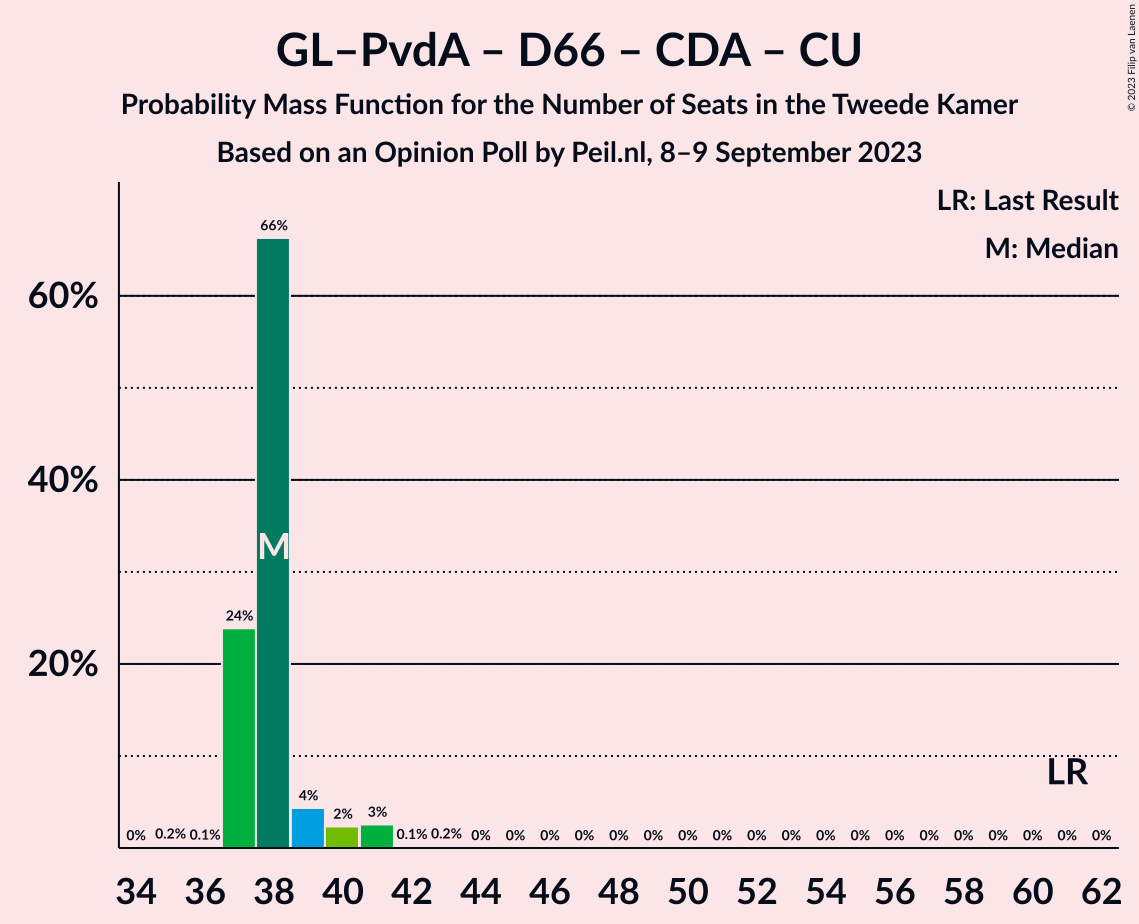 GL–PvdA – D66 – CDA – CU
Probability Mass Function for the Number of Seats in the Tweede Kamer
Based on an Opinion Poll by Peil.nl, 8–9 September 2023
© 2023 Filip van Laenen
LR: Last Result
M: Median
66%
60%
40%
M
24%
20%
LR
4%
2%
3%
0% 0.2% 0.1% 0.1% 0.2% 0% 0% 0% 0% 0% 0% 0% 0% 0% 0% 0% 0% 0% 0% 0% 0% 0% 0% 0%
34 36 38 40 42 44 46 48 50 52 54 56 58 60 62